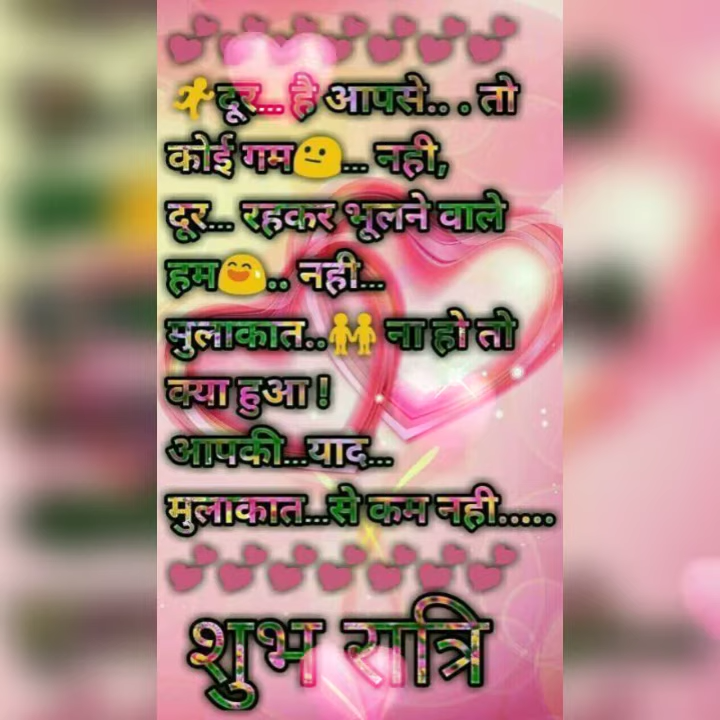 दूर... है आपसे.. . तो
कोई गम😐... नही,
दूर... रहकर भूलने वाले
हम😊.. नही...
मुलाकात..👬 ना हो तो
क्या हुआ !
आपकी...याद...
मुलाकात...से कम नही.....
शुभ रात्रि